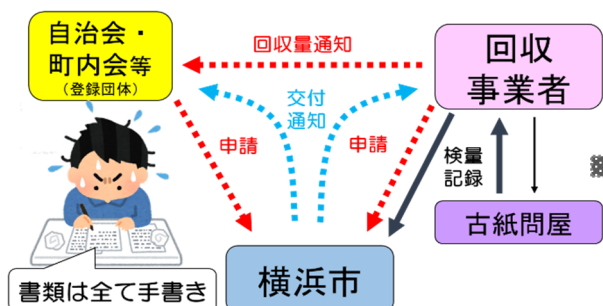 自治会・
町内会等
（登録団体）
回収量通知
回収
事業者
交付
通知
申請
申請
検量
記録
古紙問屋
横浜市
書類は全て手書き